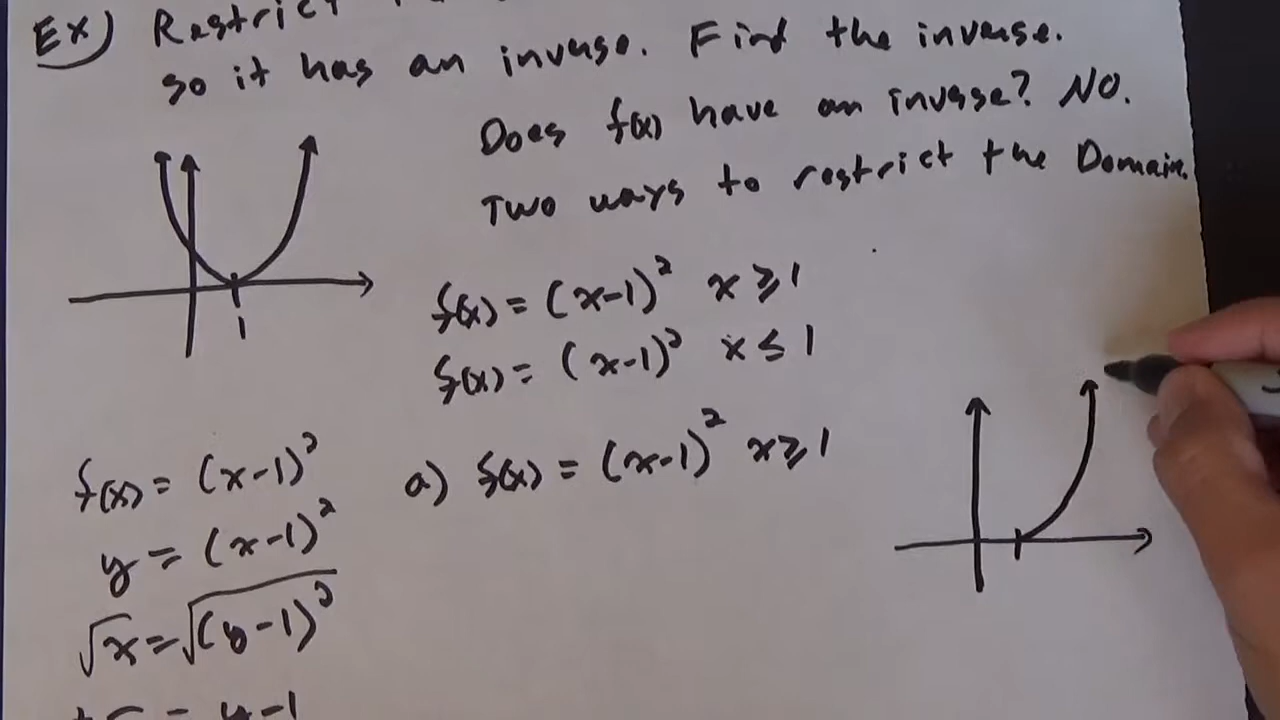 Ex) Restrict
so it has an inverse. Find the inverse.
Does f(x) have an inverse? NO.
Two ways to restrict the Domain.
1
f(x) = (x-1)² x ≥ 1
f(x) = (x-1)² x ≤ 1
f(x) = (x-1)²
a) f(x) = (x-1)² x ≥ 1
y = (x-1)²
√x = √(y-1)²
= y-1